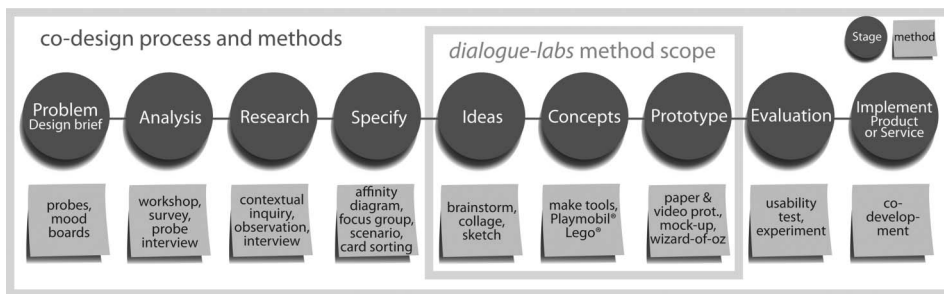 co-design process and methods
dialogue-labs method scope
Stage
method
Problem
Design brief
Analysis
Research
Specify
Ideas
Concepts
Prototype
Evaluation
Implement
Product
or Service
probes,
mood
boards
workshop,
survey,
probe
interview
contextual
inquiry,
observation,
interview
affinity
diagram,
focus group,
scenario,
card sorting
brainstorm,
collage,
sketch
make tools,
Playmobil®
Lego®
paper &
video prot.,
mock-up,
wizard-of-oz
usability
test,
experiment
co-
develop-
ment